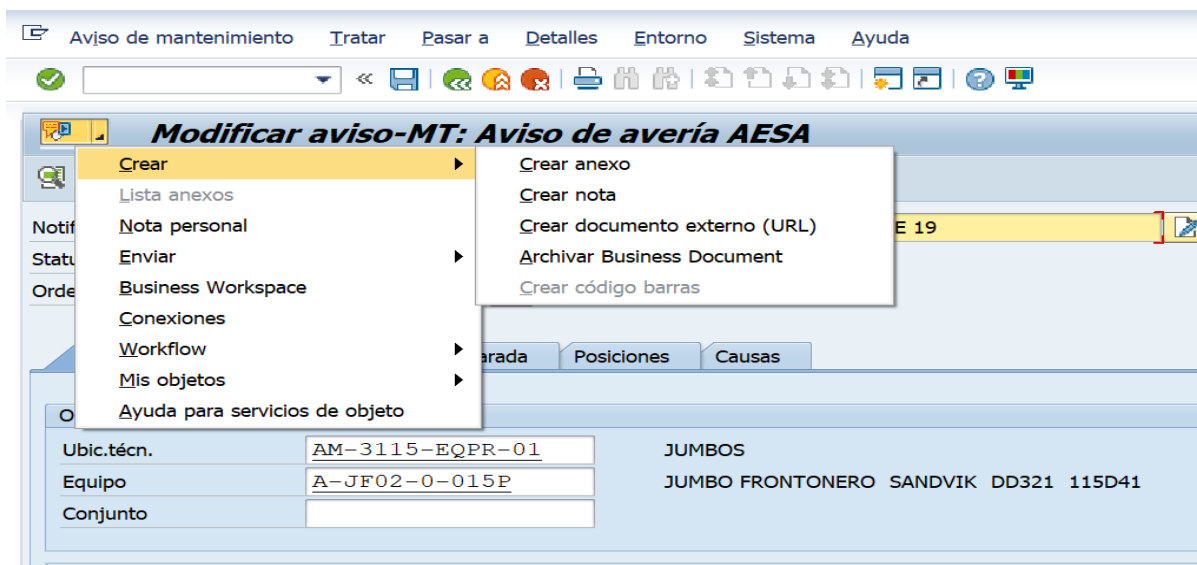 Aviso de mantenimiento Tratar Pasar a Detalles Entorno Sistema Ayuda
Modificar aviso-MT: Aviso de avería AESA
Crear
Crear anexo
Lista anexos
Crear nota
Notif
Nota personal
Crear documento externo (URL)
E 19
Statu
Enviar
Archivar Business Document
Orde
Business Workspace
Crear código barras
Conexiones
Workflow
arada Posiciones Causas
Mis objetos
O
Ayuda para servicios de objeto
Ubic.técn. AM-3115-EQPR-01 JUMBOS
Equipo A-JF02-0-015P JUMBO FRONTONERO SANDVIK DD321 115D41
Conjunto